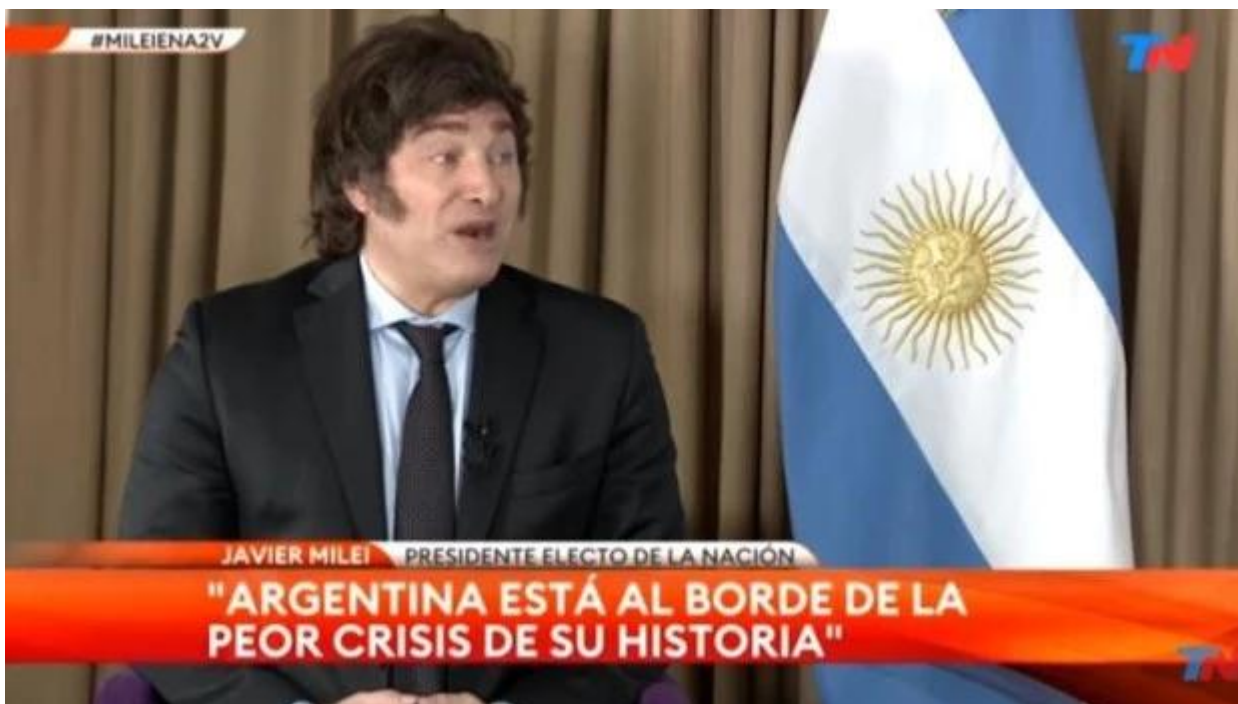 #MILEIENA2V
TN
JAVIER MILEI PRESIDENTE ELECTO DE LA NACIÓN
"ARGENTINA ESTÁ AL BORDE DE LA
PEOR CRISIS DE SU HISTORIA"
TN